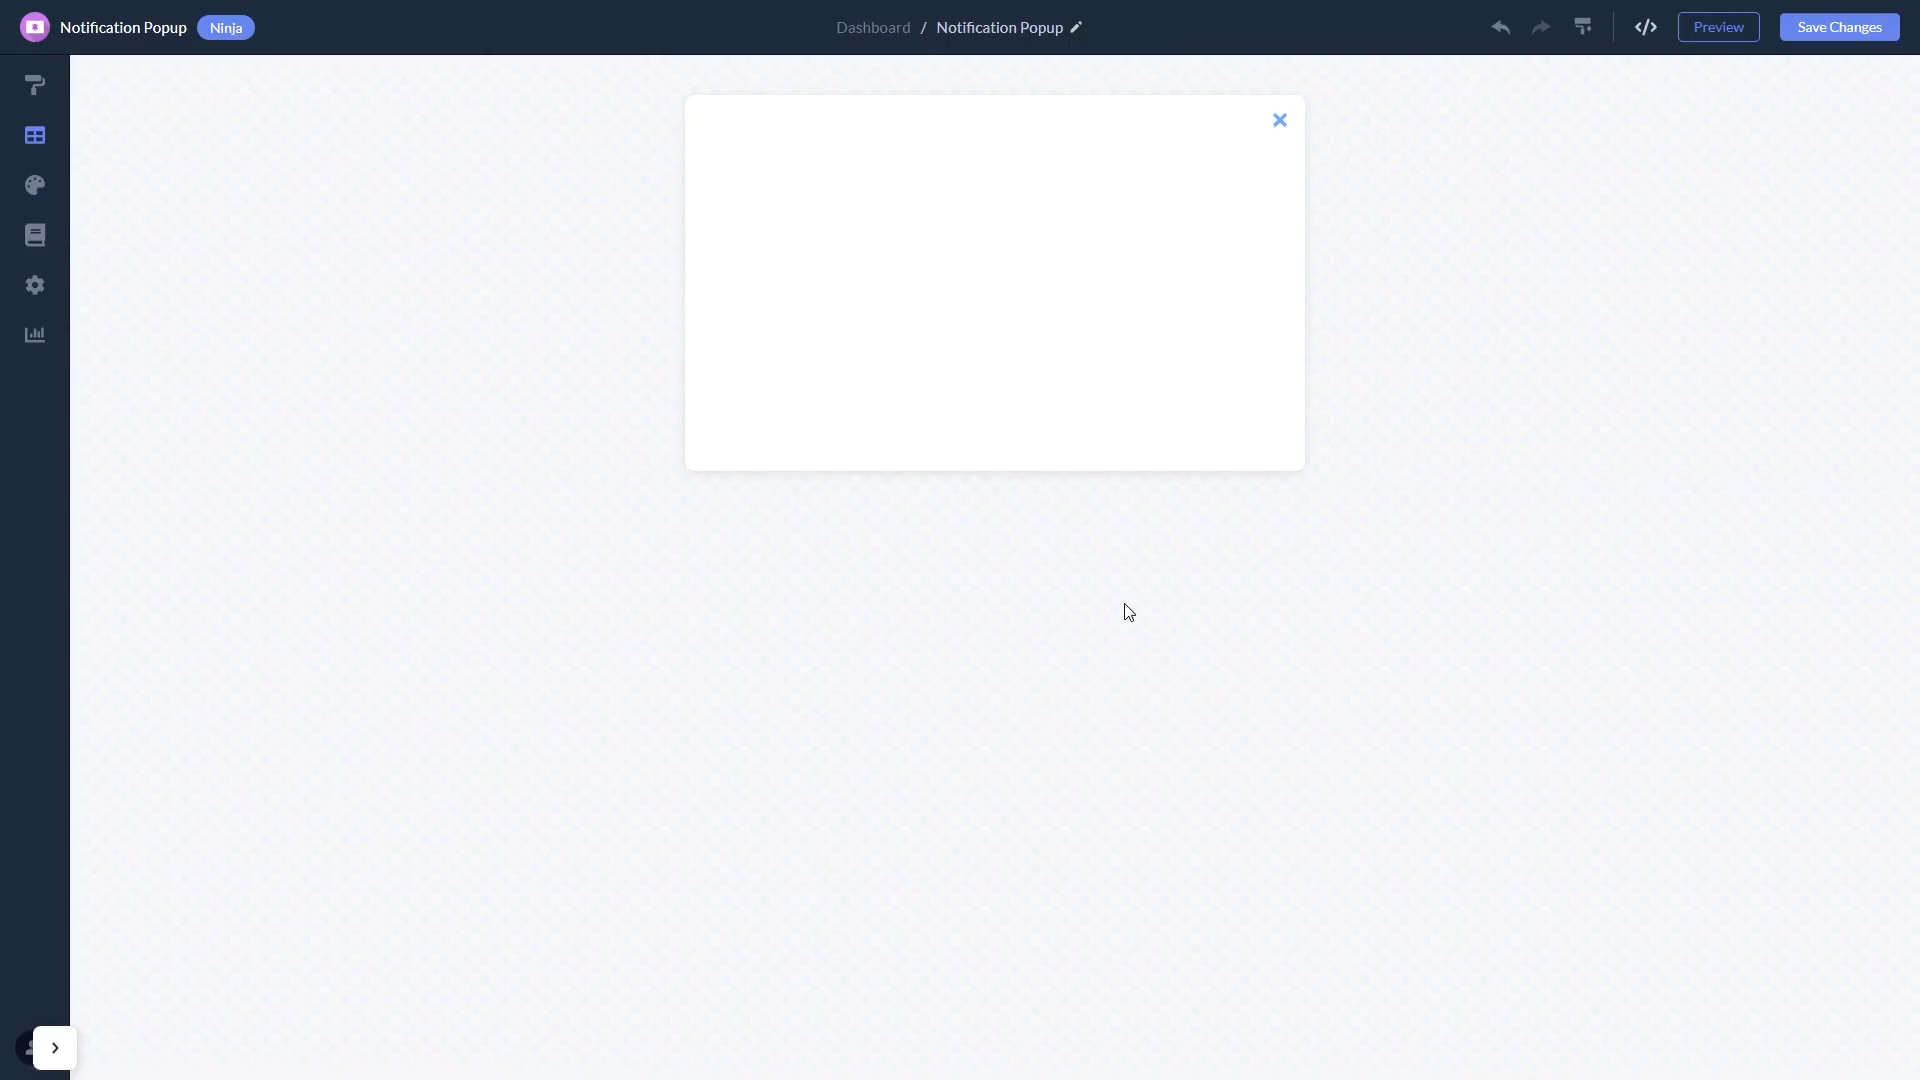 Notification Popup
Ninja
Dashboard / Notification Popup
Preview
Save Changes